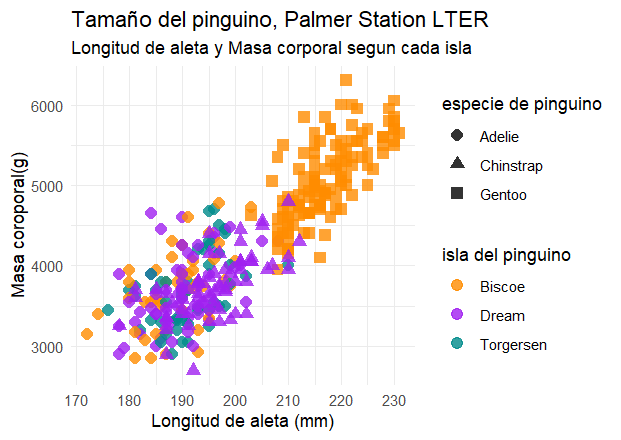 Tamaño del pinguino, Palmer Station LTER
Longitud de aleta y Masa corporal segun cada isla
Masa coroporal(g)
6000
5000
4000
3000
170 180 190 200 210 220 230
Longitud de aleta (mm)
especie de pinguino
Adelie
Chinstrap
Gentoo
isla del pinguino
Biscoe
Dream
Torgersen